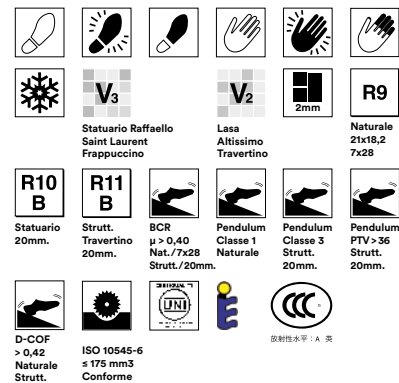 V3
Statuario Raffaello
Saint Laurent
Frappuccino
V2
Lasa
Altissimo
Travertino
2mm
R9
Naturale
21x18,2
7x28
R10
B
Statuario
20mm.
R11
B
Strutt.
Travertino
20mm.
BCR
µ > 0,40
Nat./7x28
Strutt./20mm.
Pendulum
Classe 1
Naturale
Pendulum
Classe 3
Strutt.
20mm.
Pendulum
PTV > 36
Strutt.
20mm.
D-COF
> 0,42
Naturale
Strutt.
ISO 10545-6
≤ 175 mm3
Conforme
UNI
CCC
放射性水平：A 类